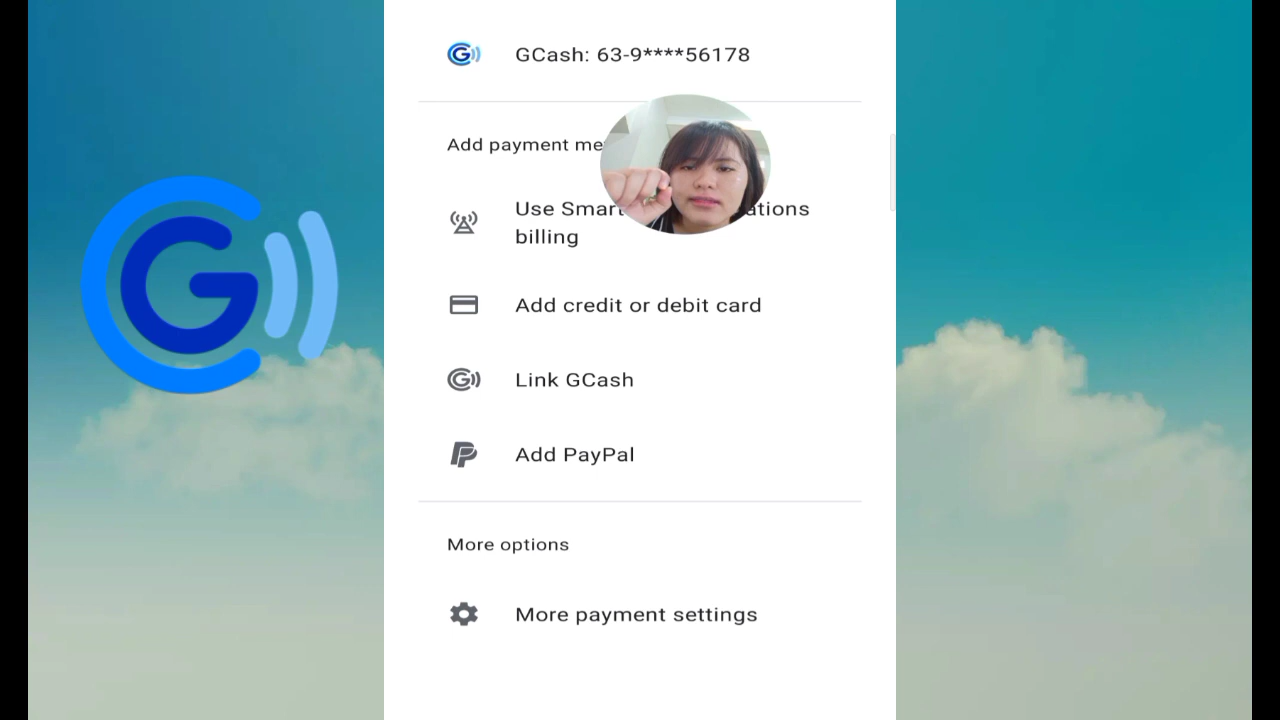 GCash: 63-9****56178
Add payment me
Use Smart ations
billing
Add credit or debit card
Link GCash
Add PayPal
More options
More payment settings